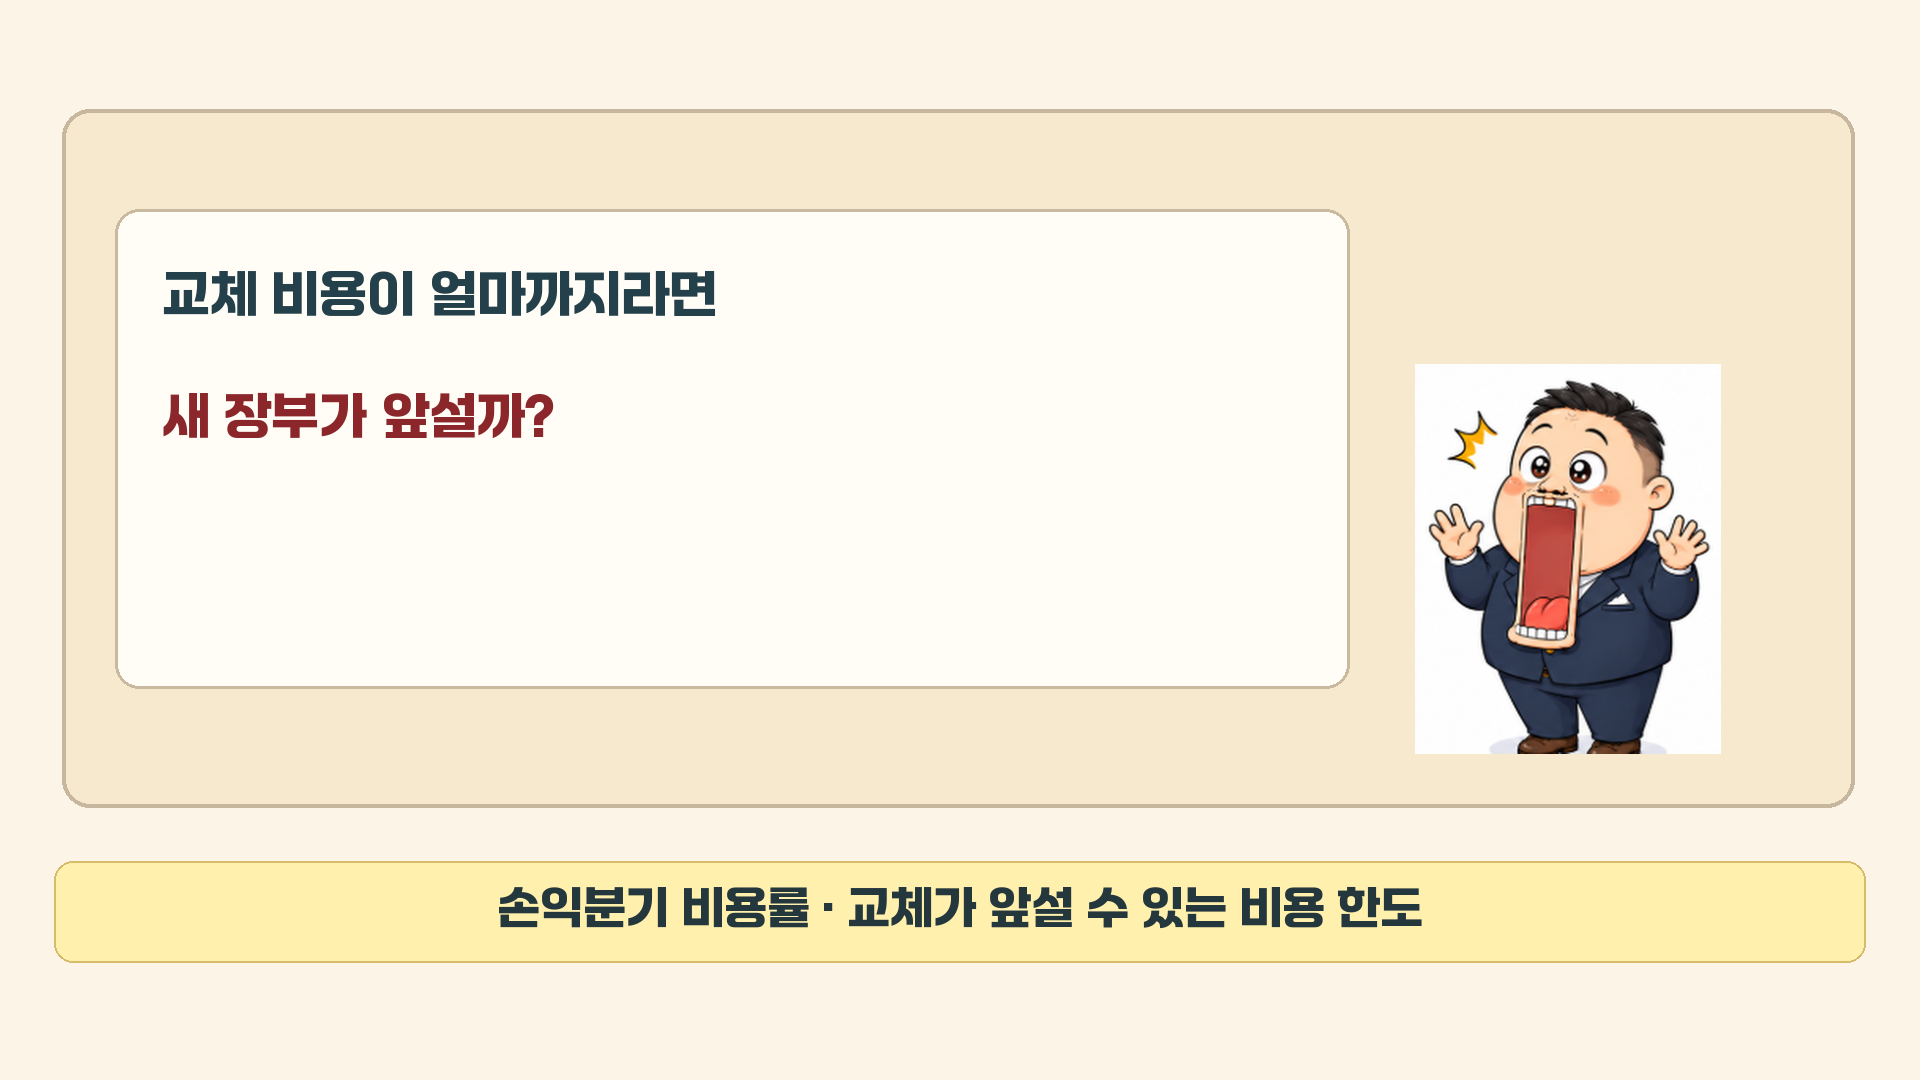 교체 비용이 얼마까지라면
새 장부가 앞설까?
손익분기 비용률 · 교체가 앞설 수 있는 비용 한도